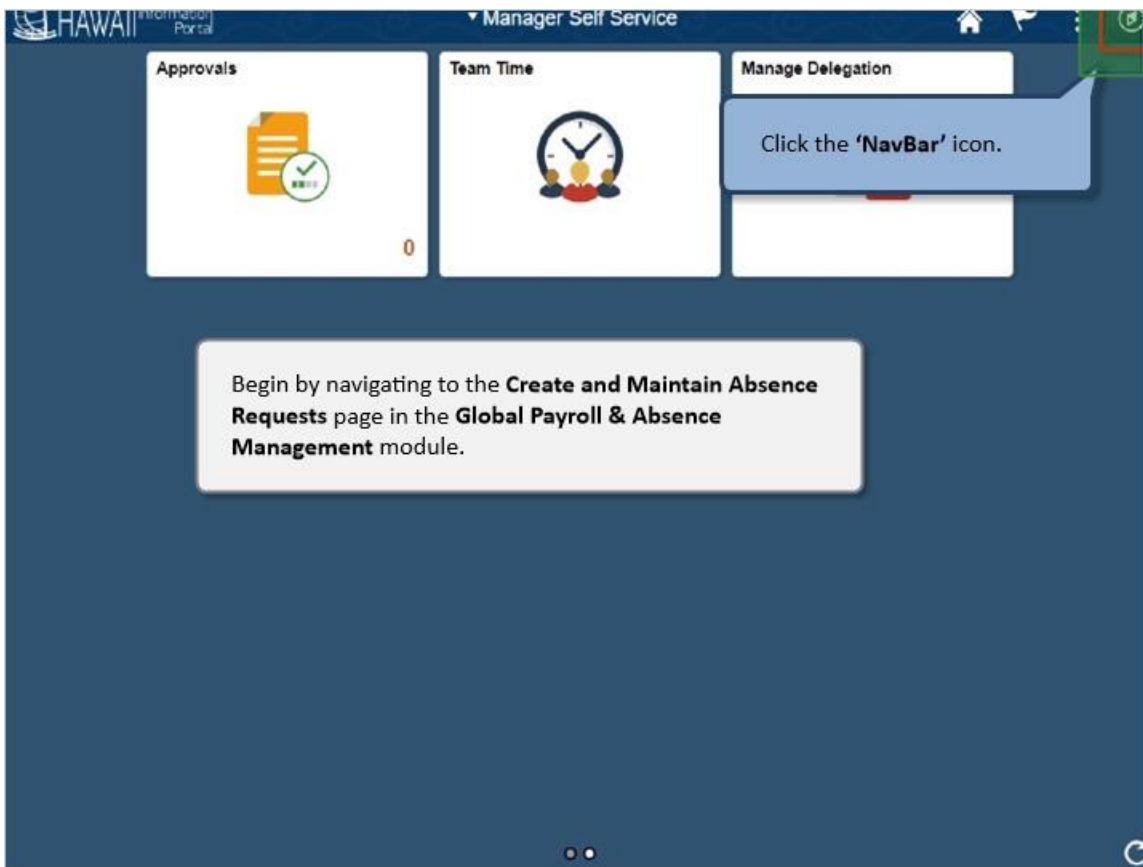 HAWAII Information
Portal
Manager Self Service
Approvals
Team Time
Manage Delegation
Click the ‘NavBar’ icon.
0
Begin by navigating to the Create and Maintain Absence
Requests page in the Global Payroll & Absence
Management module.